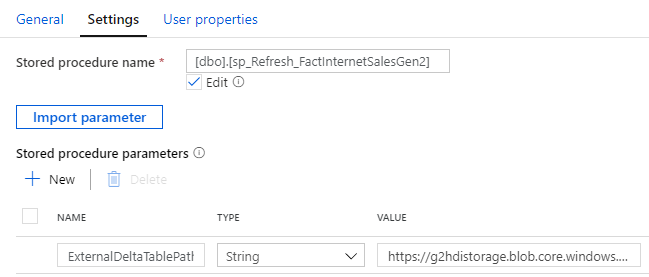 General Settings User properties
Stored procedure name * [dbo].[sp_Refresh_FactInternetSalesGen2]
Edit
Import parameter
Stored procedure parameters
New Delete
NAME TYPE VALUE
ExternalDeltaTablePath String https://g2hdistorage.blob.core.windows....